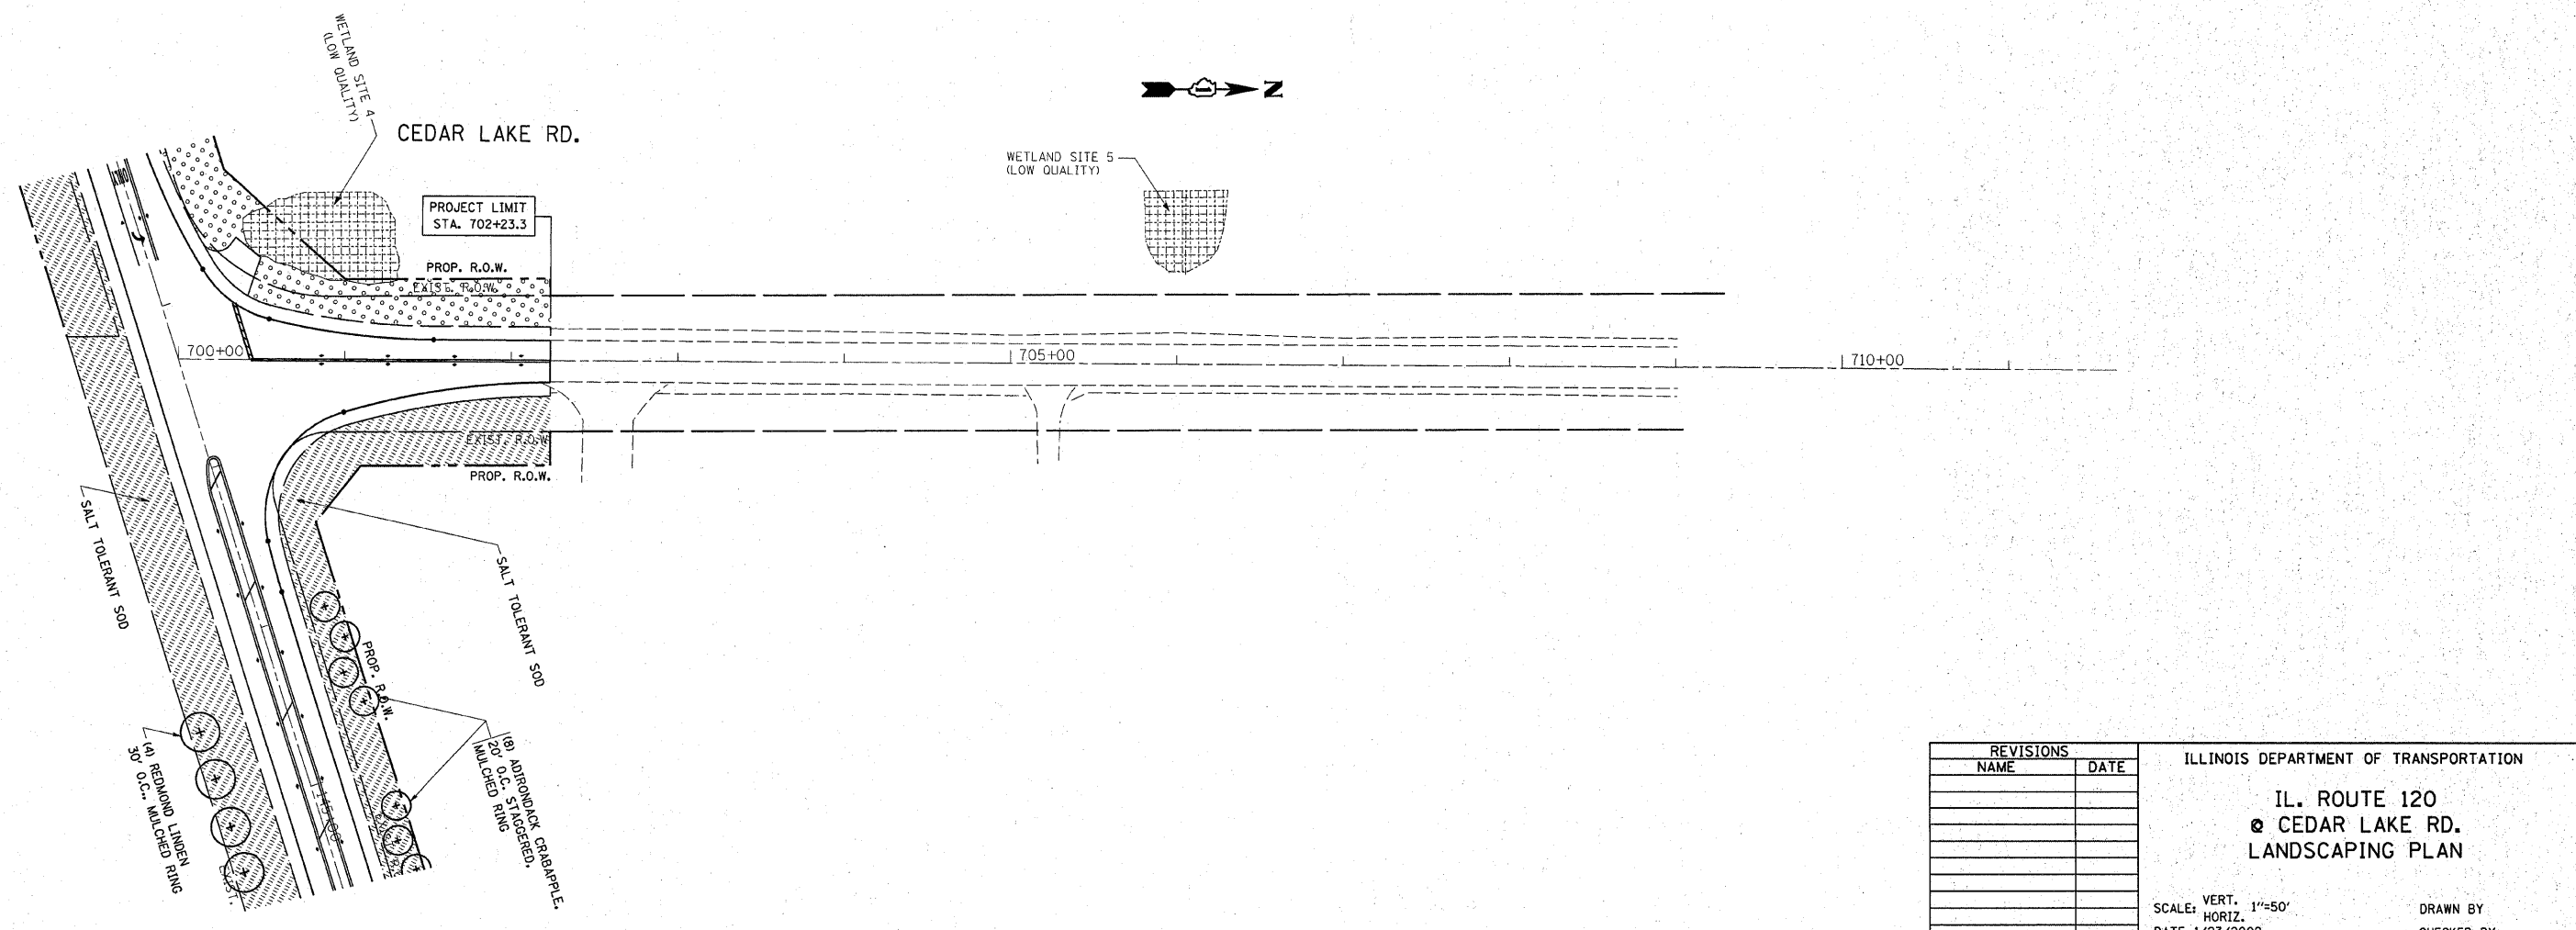 WETLAND SITE 4
(LOW QUALITY)
CEDAR LAKE RD.
N
WETLAND SITE 5
(LOW QUALITY)
PROJECT LIMIT
STA. 702+23.3
PROP. R.O.W.
EXIST. R.O.W.
700+00
705+00
710+00
EXIST. R.O.W.
PROP. R.O.W.
SALT TOLERANT SOD
SALT TOLERANT SOD
PROP. R.O.W.
(4) REDMOND LINDEN
30' O.C., MULCHED RING
(8) ADIRONDACK CRABAPPLE,
20' O.C. STAGGERED,
MULCHED RING
145+00
EXIST.
REVISIONS
NAME DATE
ILLINOIS DEPARTMENT OF TRANSPORTATION
IL. ROUTE 120
@ CEDAR LAKE RD.
LANDSCAPING PLAN
SCALE: VERT. 1"=50'
HORIZ.
DRAWN BY